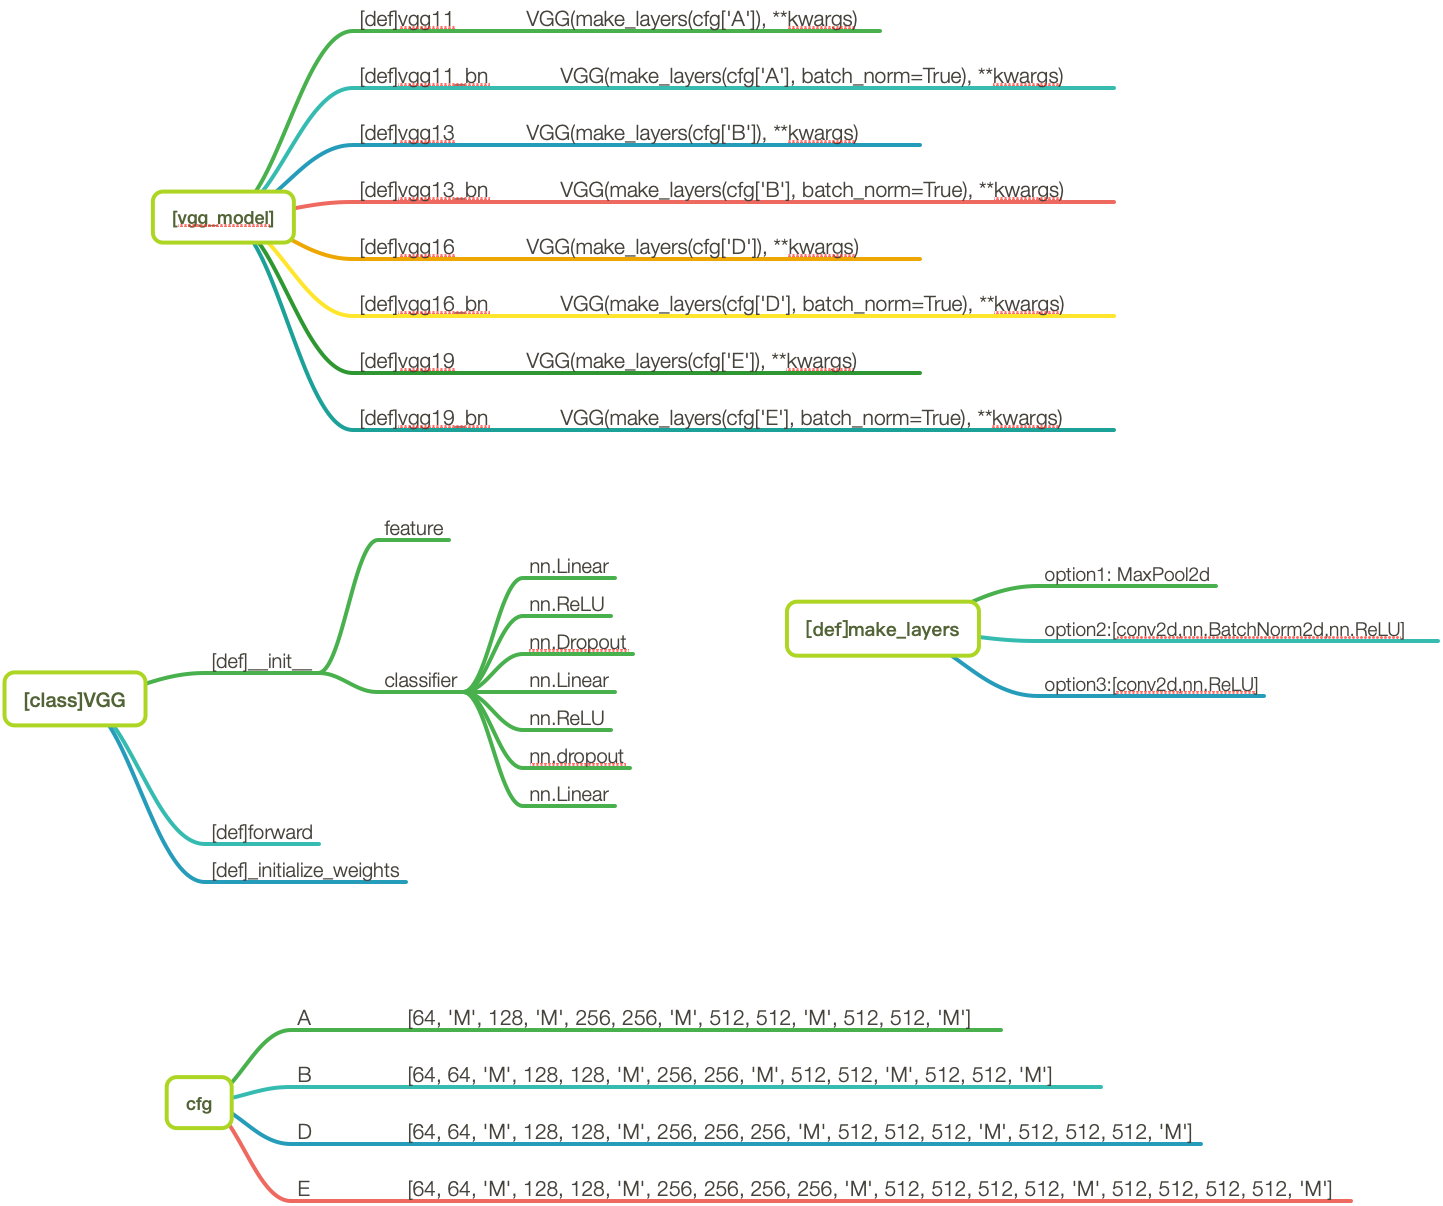 [def]vgg11 VGG(make_layers(cfg['A']), **kwargs)
[def]vgg11_bn VGG(make_layers(cfg['A'], batch_norm=True), **kwargs)
[def]vgg13 VGG(make_layers(cfg['B']), **kwargs)
[def]vgg13_bn VGG(make_layers(cfg['B'], batch_norm=True), **kwargs)
[vgg_model]
[def]vgg16 VGG(make_layers(cfg['D']), **kwargs)
[def]vgg16_bn VGG(make_layers(cfg['D'], batch_norm=True), **kwargs)
[def]vgg19 VGG(make_layers(cfg['E']), **kwargs)
[def]vgg19_bn VGG(make_layers(cfg['E'], batch_norm=True), **kwargs)
[class]VGG
[def]__init__
feature
classifier
nn.Linear
nn.ReLU
nn.Dropout
nn.Linear
nn.ReLU
nn.dropout
nn.Linear
[def]forward
[def]_initialize_weights
[def]make_layers
option1: MaxPool2d
option2:[conv2d,nn.BatchNorm2d,nn.ReLU]
option3:[conv2d,nn.ReLU]
cfg
A [64, 'M', 128, 'M', 256, 256, 'M', 512, 512, 'M', 512, 512, 'M']
B [64, 64, 'M', 128, 128, 'M', 256, 256, 'M', 512, 512, 'M', 512, 512, 'M']
D [64, 64, 'M', 128, 128, 'M', 256, 256, 256, 'M', 512, 512, 512, 'M', 512, 512, 512, 'M']
E [64, 64, 'M', 128, 128, 'M', 256, 256, 256, 256, 'M', 512, 512, 512, 512, 'M', 512, 512, 512, 512, 'M']